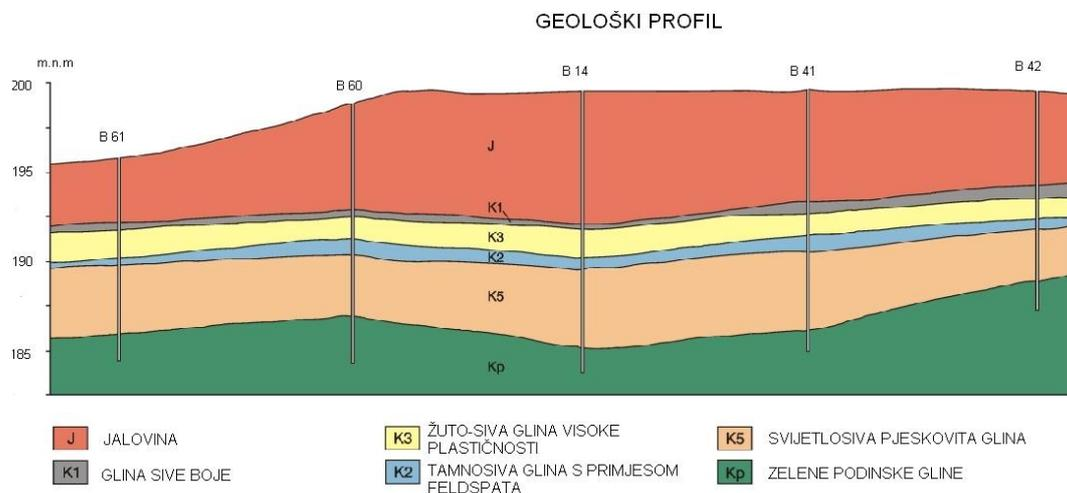 GEOLOŠKI PROFIL
m.n.m
200
195
190
185
B 61
B 60
B 14
B 41
B 42
J
K1
K3
K2
K5
Kp
J JALOVINA
K1 GLINA SIVE BOJE
K3 ŽUTO-SIVA GLINA VISOKE
PLASTIČNOSTI
K2 TAMNOSIVA GLINA S PRIMJESOM
FELDSPATA
K5 SVIJETLOSIVA PJESKOVITA GLINA
Kp ZELENE PODINSKE GLINE